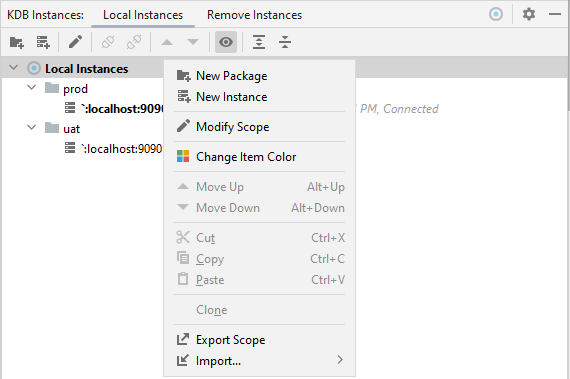 KDB Instances: Local Instances Remove Instances
Local Instances
prod
`:localhost:9090 PM, Connected
uat
`:localhost:9090
New Package
New Instance
Modify Scope
Change Item Color
Move Up Alt+Up
Move Down Alt+Down
Cut Ctrl+X
Copy Ctrl+C
Paste Ctrl+V
Clone
Export Scope
Import...